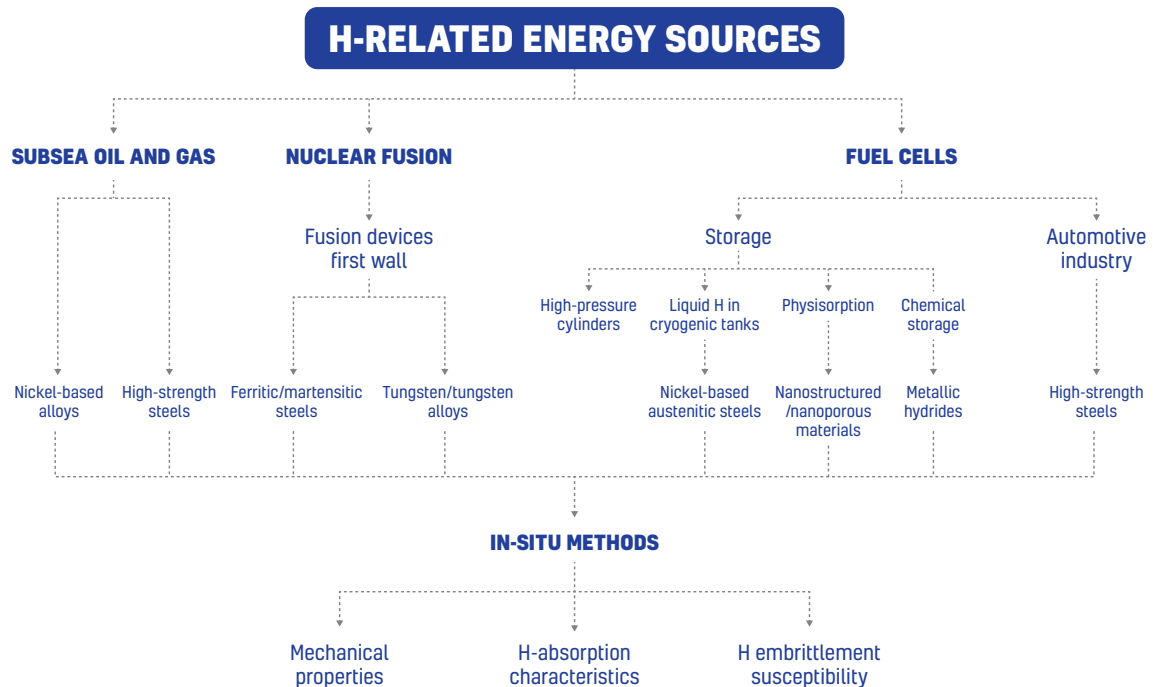 H-RELATED ENERGY SOURCES
SUBSEA OIL AND GAS
NUCLEAR FUSION
FUEL CELLS
Fusion devices
first wall
Storage
Automotive
industry
High-pressure
cylinders
Liquid H in
cryogenic tanks
Physisorption
Chemical
storage
Nickel-based
alloys
High-strength
steels
Ferritic/martensitic
steels
Tungsten/tungsten
alloys
Nickel-based
austenitic steels
Nanostructured
/nanoporous
materials
Metallic
hydrides
High-strength
steels
IN-SITU METHODS
Mechanical
properties
H-absorption
characteristics
H embrittlement
susceptibility